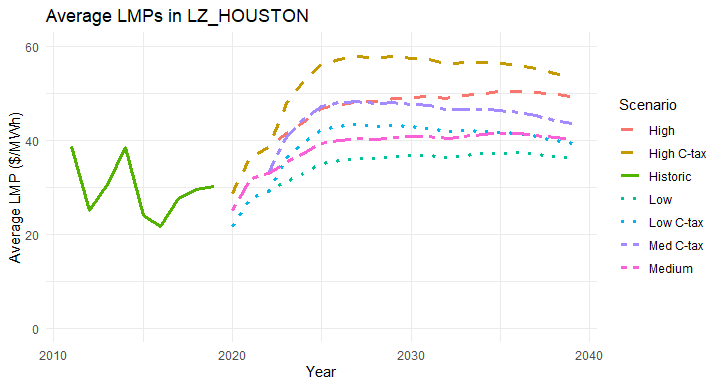 Average LMPs in LZ_HOUSTON
Average LMP ($/MWh)
60
40
20
0
2010
2020
2030
2040
Year
Scenario
High
High C-tax
Historic
Low
Low C-tax
Med C-tax
Medium